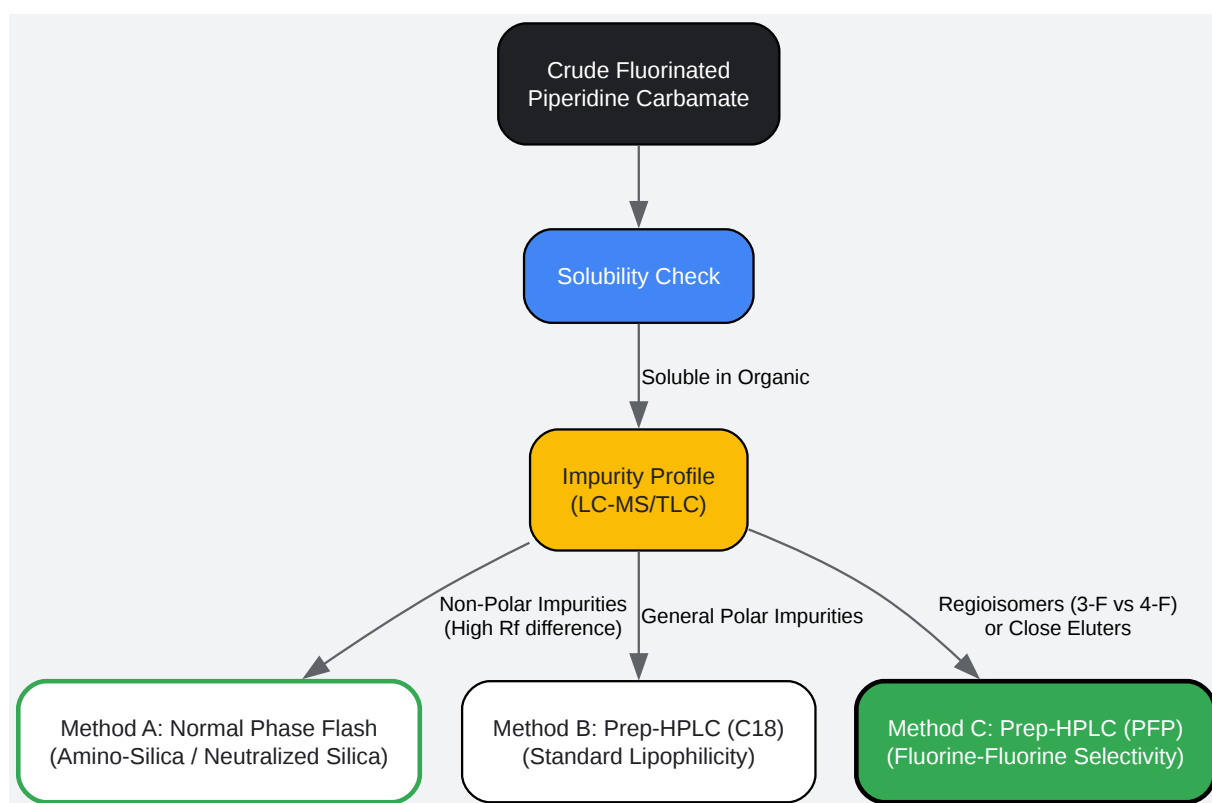 Crude Fluorinated
Piperidine Carbamate
Solubility Check
Soluble in Organic
Impurity Profile
(LC-MS/TLC)
Non-Polar Impurities
(High Rf difference)
General Polar Impurities
Regioisomers (3-F vs 4-F)
or Close Eluters
Method A: Normal Phase Flash
(Amino-Silica / Neutralized Silica)
Method B: Prep-HPLC (C18)
(Standard Lipophilicity)
Method C: Prep-HPLC (PFP)
(Fluorine-Fluorine Selectivity)